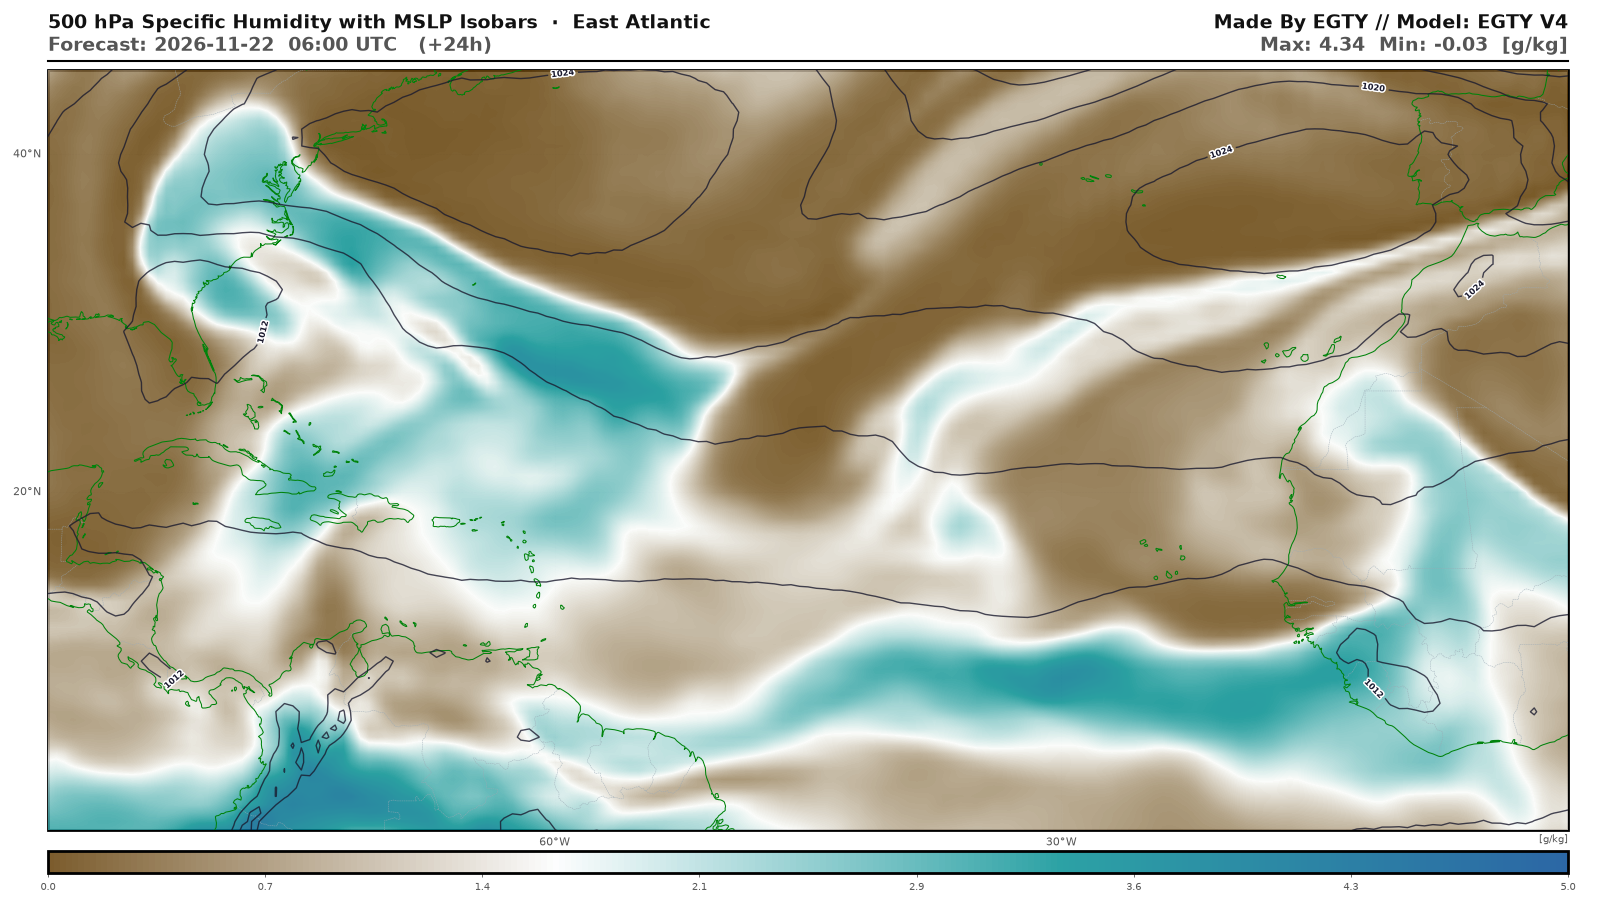 500 hPa Specific Humidity with MSLP Isobars · East Atlantic
Made By EGTY // Model: EGTY V4
Forecast: 2026-11-22 06:00 UTC (+24h)
Max: 4.34 Min: -0.03 [g/kg]
1024
1020
1024
40°N
1024
1012
20°N
1012
1012
60°W
30°W
[g/kg]
0.0
0.7
1.4
2.1
2.9
3.6
4.3
5.0